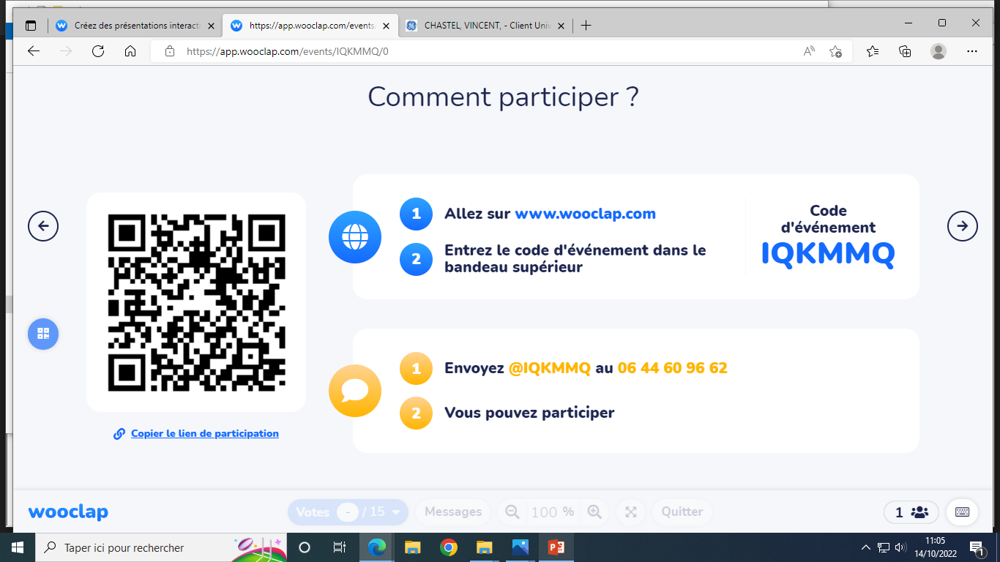 Créez des présentations interacti
https://app.wooclap.com/events/
CHASTEL, VINCENT, - Client Univ
https://app.wooclap.com/events/IQKMMQ/0
Comment participer ?
1 Allez sur www.wooclap.com
2 Entrez le code d'événement dans le
bandeau supérieur
Code
d'événement
IQKMMQ
1 Envoyez @IQKMMQ au 06 44 60 96 62
2 Vous pouvez participer
Copier le lien de participation
wooclap
Votes - / 15
Messages
100 %
Quitter
1
Taper ici pour rechercher
11:05
14/10/2022
1